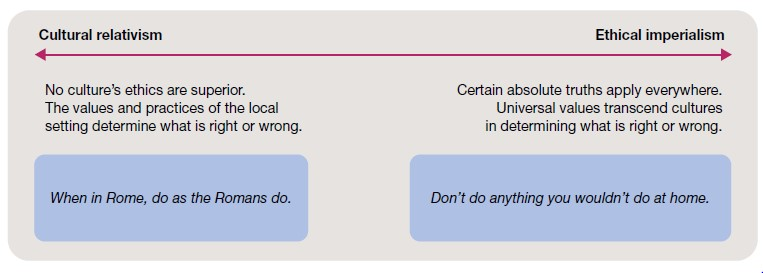 Cultural relativism
Ethical imperialism
No culture's ethics are superior.
The values and practices of the local
setting determine what is right or wrong.
Certain absolute truths apply everywhere.
Universal values transcend cultures
in determining what is right or wrong.
When in Rome, do as the Romans do.
Don't do anything you wouldn't do at home.